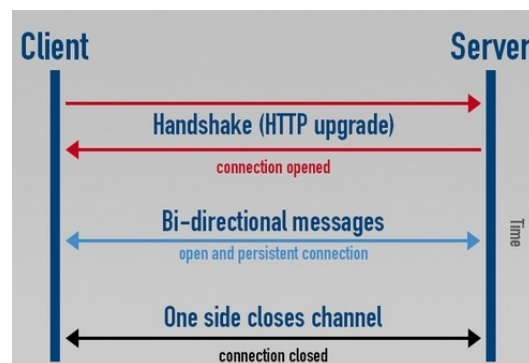 Client
Server
Handshake (HTTP upgrade)
connection opened
Bi-directional messages
open and persistent connection
Time
One side closes channel
connection closed